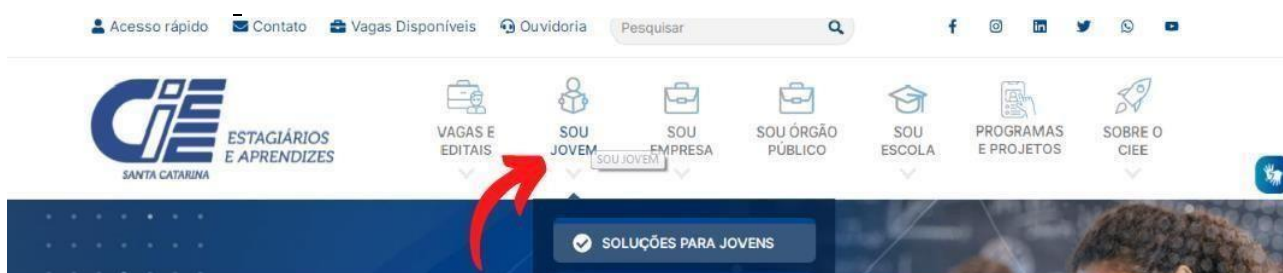 Acesso rápido Contato Vagas Disponíveis Ouvidoria Pesquisar
CIEE
ESTAGIÁRIOS
E APRENDIZES
SANTA CATARINA
VAGAS E
EDITAIS
SOU
JOVEM
SOU
EMPRESA
SOU ÓRGÃO
PÚBLICO
SOU
ESCOLA
PROGRAMAS
E PROJETOS
SOBRE O
CIEE
SOU JOVEM
SOLUÇÕES PARA JOVENS